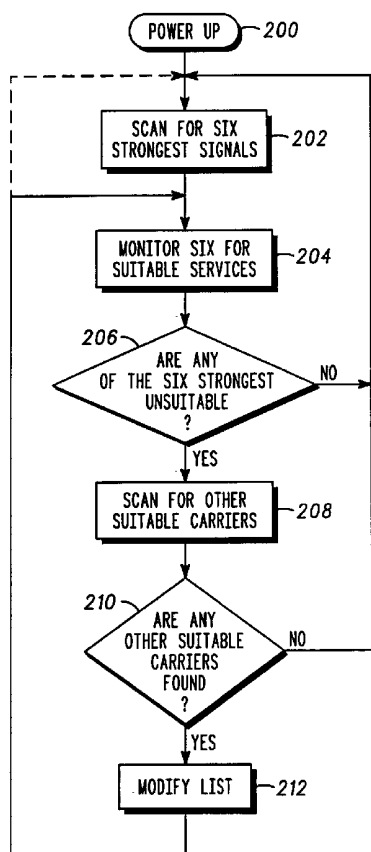 POWER UP
200
SCAN FOR SIX
STRONGEST SIGNALS
202
MONITOR SIX FOR
SUITABLE SERVICES
204
206
ARE ANY
OF THE SIX STRONGEST
UNSUITABLE
?
NO
YES
SCAN FOR OTHER
SUITABLE CARRIERS
208
210
ARE ANY
OTHER SUITABLE
CARRIERS
FOUND
?
NO
YES
MODIFY LIST
212